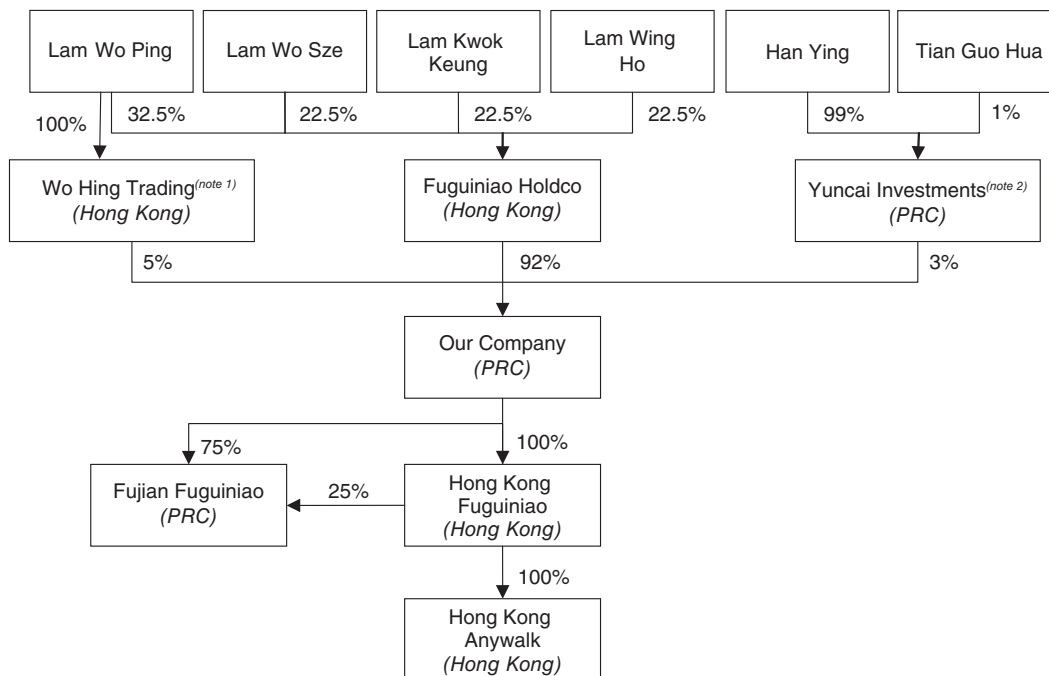 Lam Wo Ping
Lam Wo Sze
Lam Kwok
Keung
Lam Wing
Ho
Han Ying
Tian Guo Hua
100%
32.5%
22.5%
22.5%
22.5%
99%
1%
Wo Hing Trading(note 1)
(Hong Kong)
Fuguiniao Holdco
(Hong Kong)
Yuncai Investments(note 2)
(PRC)
5%
92%
3%
Our Company
(PRC)
75%
100%
Fujian Fuguiniao
(PRC)
25%
Hong Kong
Fuguiniao
(Hong Kong)
100%
Hong Kong
Anywalk
(Hong Kong)